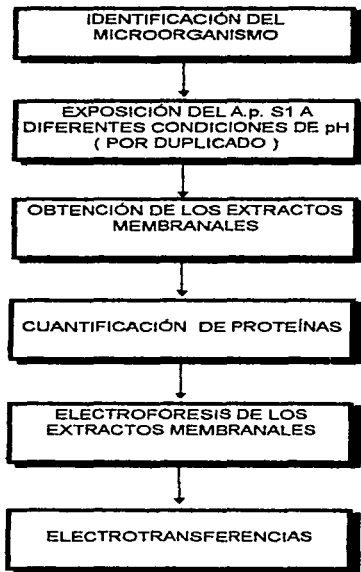 IDENTIFICACIÓN DEL
MICROORGANISMO
EXPOSICIÓN DEL A.p. S1 A
DIFERENTES CONDICIONES DE pH
( POR DUPLICADO )
OBTENCIÓN DE LOS EXTRACTOS
MEMBRANALES
CUANTIFICACIÓN DE PROTEÍNAS
ELECTROFÓRESIS DE LOS
EXTRACTOS MEMBRANALES
ELECTROTRANSFERENCIAS